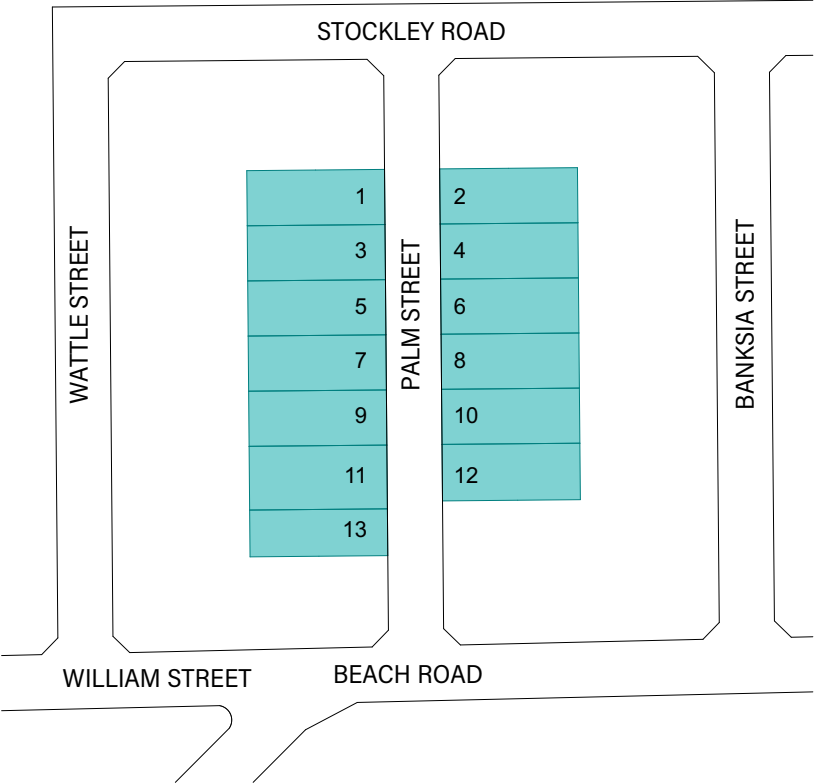 STOCKLEY ROAD
1
2
3
4
5
6
7
8
9
10
11
12
13
WATTLE STREET
PALM STREET
BANKSIA STREET
WILLIAM STREET
BEACH ROAD